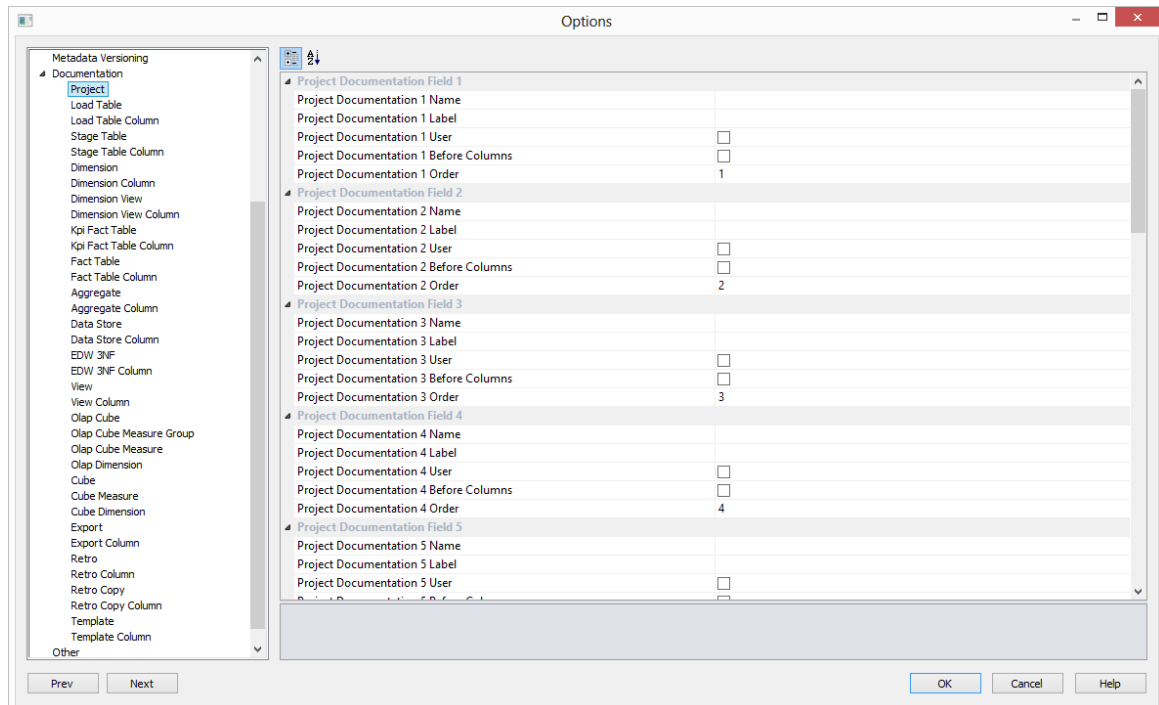 Options
Metadata Versioning
Documentation
Project
Load Table
Load Table Column
Stage Table
Stage Table Column
Dimension
Dimension Column
Dimension View
Dimension View Column
Kpi Fact Table
Kpi Fact Table Column
Fact Table
Fact Table Column
Aggregate
Aggregate Column
Data Store
Data Store Column
EDW 3NF
EDW 3NF Column
View
View Column
Olap Cube
Olap Cube Measure Group
Olap Cube Measure
Olap Dimension
Cube
Cube Measure
Cube Dimension
Export
Export Column
Retro
Retro Column
Retro Copy
Retro Copy Column
Template
Template Column
Other
Project Documentation Field 1
Project Documentation 1 Name
Project Documentation 1 Label
Project Documentation 1 User
Project Documentation 1 Before Columns
Project Documentation 1 Order 1
Project Documentation Field 2
Project Documentation 2 Name
Project Documentation 2 Label
Project Documentation 2 User
Project Documentation 2 Before Columns
Project Documentation 2 Order 2
Project Documentation Field 3
Project Documentation 3 Name
Project Documentation 3 Label
Project Documentation 3 User
Project Documentation 3 Before Columns
Project Documentation 3 Order 3
Project Documentation Field 4
Project Documentation 4 Name
Project Documentation 4 Label
Project Documentation 4 User
Project Documentation 4 Before Columns
Project Documentation 4 Order 4
Project Documentation Field 5
Project Documentation 5 Name
Project Documentation 5 Label
Project Documentation 5 User
Prev Next OK Cancel Help